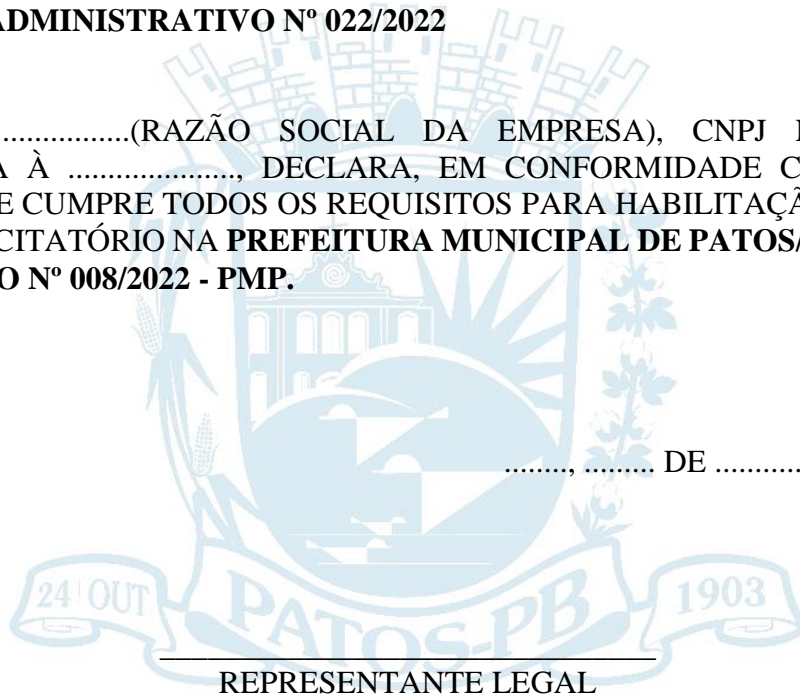 ADMINISTRATIVO Nº 022/2022
................(RAZÃO SOCIAL DA EMPRESA), CNPJ
A À ...................., DECLARA, EM CONFORMIDADE C
E CUMPRE TODOS OS REQUISITOS PARA HABILITAÇÃ
CITATÓRIO NA PREFEITURA MUNICIPAL DE PATOS/
O Nº 008/2022 - PMP.
........, ......... DE ...........
24 OUT
PATOS-PB
1903
_________________________________
REPRESENTANTE LEGAL